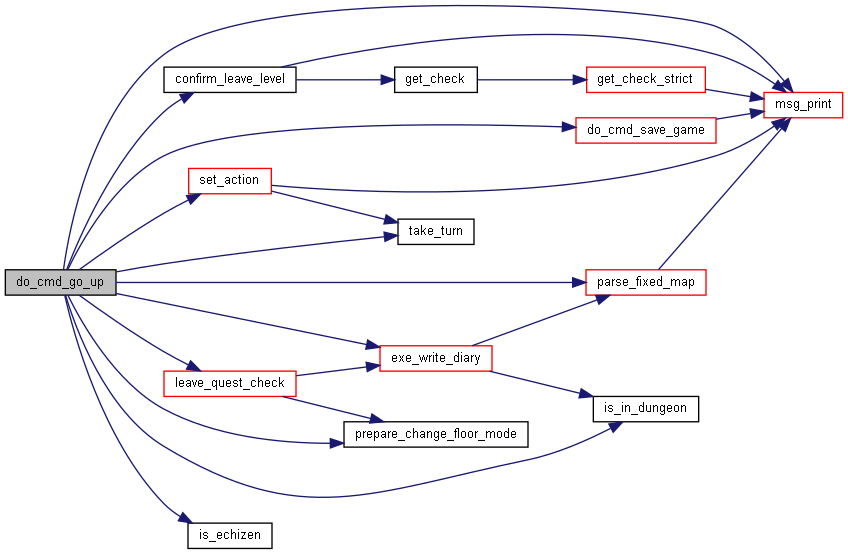 confirm_leave_level
get_check
get_check_strict
msg_print
do_cmd_save_game
set_action
take_turn
do_cmd_go_up
parse_fixed_map
exe_write_diary
leave_quest_check
is_in_dungeon
prepare_change_floor_mode
is_echizen